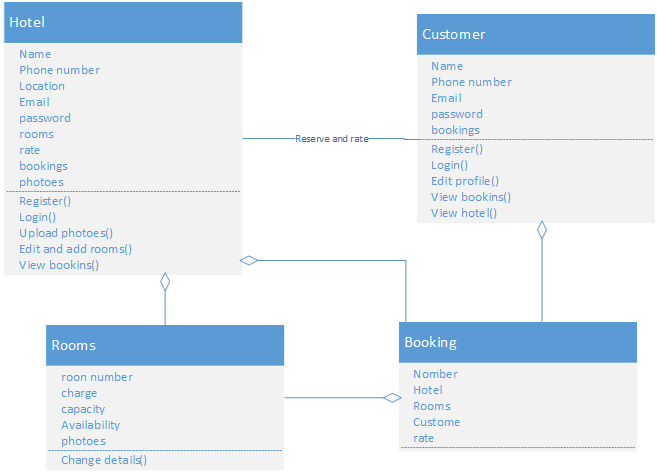 Hotel
Name
Phone number
Location
Email
password
rooms
rate
bookings
photoes
Register()
Login()
Upload photoes()
Edit and add rooms()
View bookins()
Reserve and rate
Customer
Name
Phone number
Email
password
bookings
Register()
Login()
Edit profile()
View bookins()
View hotel()
Rooms
roon number
charge
capacity
Availability
photoes
Change details()
Booking
Nomber
Hotel
Rooms
Custome
rate